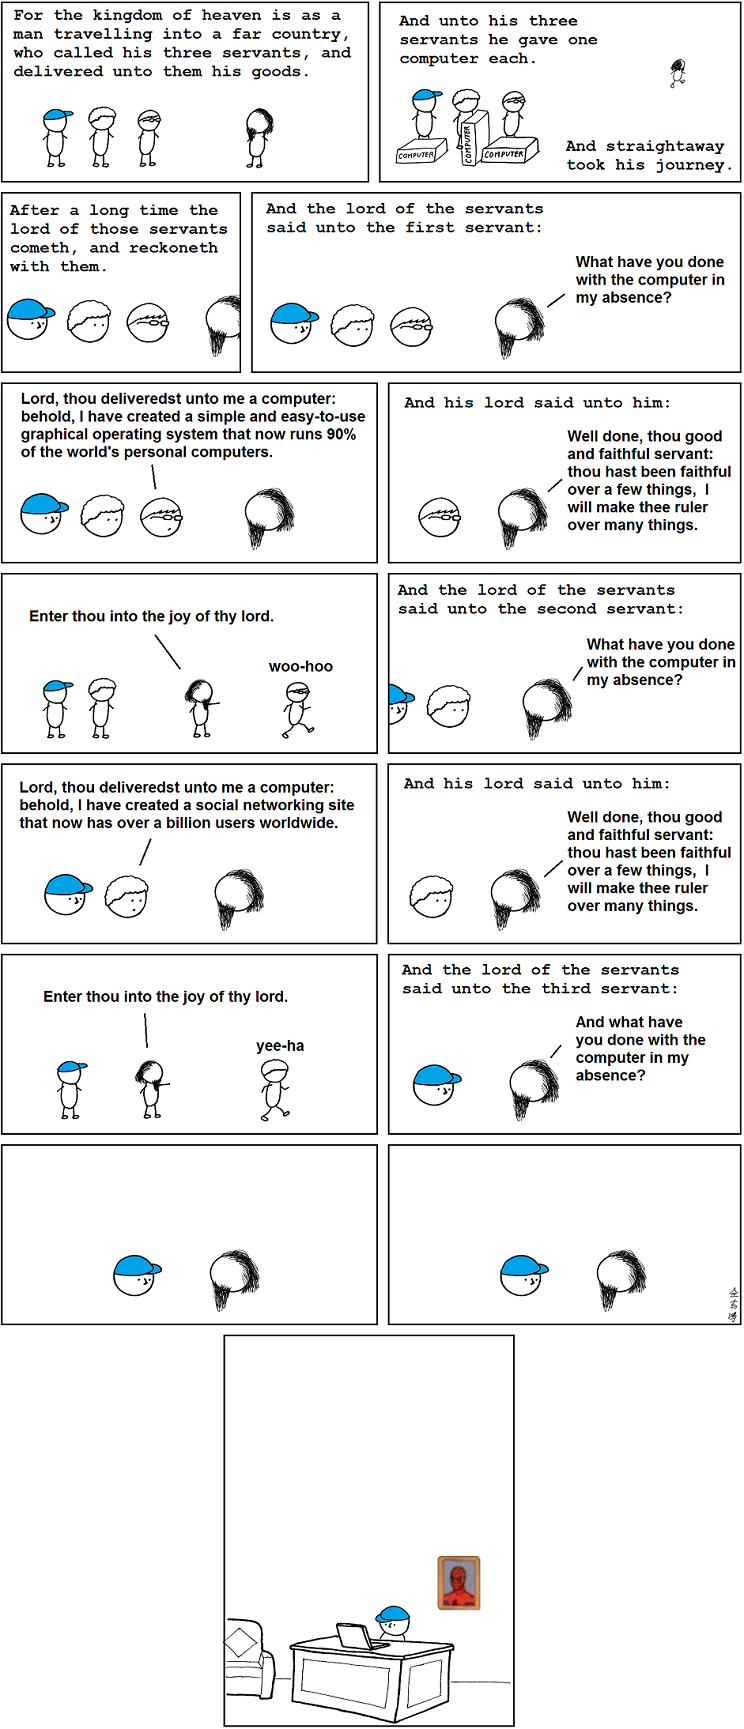 For the kingdom of heaven is as a
man travelling into a far country,
who called his three servants, and
delivered unto them his goods.
And unto his three
servants he gave one
computer each.
COMPUTER
COMPUTER
COMPUTER
And straightaway
took his journey.
After a long time the
lord of those servants
cometh, and reckoneth
with them.
And the lord of the servants
said unto the first servant:
What have you done
with the computer in
my absence?
Lord, thou deliveredst unto me a computer:
behold, I have created a simple and easy-to-use
graphical operating system that now runs 90%
of the world's personal computers.
And his lord said unto him:
Well done, thou good
and faithful servant:
thou hast been faithful
over a few things, I
will make thee ruler
over many things.
Enter thou into the joy of thy lord.
woo-hoo
And the lord of the servants
said unto the second servant:
What have you done
with the computer in
my absence?
Lord, thou deliveredst unto me a computer:
behold, I have created a social networking site
that now has over a billion users worldwide.
And his lord said unto him:
Well done, thou good
and faithful servant:
thou hast been faithful
over a few things, I
will make thee ruler
over many things.
Enter thou into the joy of thy lord.
yee-ha
And the lord of the servants
said unto the third servant:
And what have
you done with the
computer in my
absence?